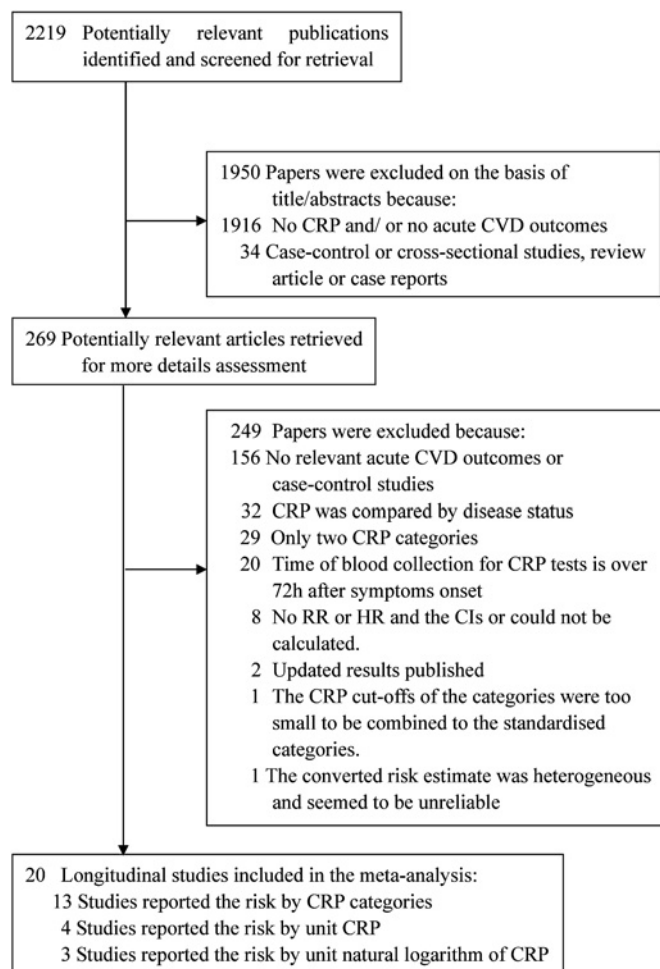 2219 Potentially relevant publications
identified and screened for retrieval
1950 Papers were excluded on the basis of
title/abstracts because:
1916 No CRP and/ or no acute CVD outcomes
34 Case-control or cross-sectional studies, review
article or case reports
269 Potentially relevant articles retrieved
for more details assessment
249 Papers were excluded because:
156 No relevant acute CVD outcomes or
case-control studies
32 CRP was compared by disease status
29 Only two CRP categories
20 Time of blood collection for CRP tests is over
72h after symptoms onset
8 No RR or HR and the CIs or could not be
calculated.
2 Updated results published
1 The CRP cut-offs of the categories were too
small to be combined to the standardised
categories.
1 The converted risk estimate was heterogeneous
and seemed to be unreliable
20 Longitudinal studies included in the meta-analysis:
13 Studies reported the risk by CRP categories
4 Studies reported the risk by unit CRP
3 Studies reported the risk by unit natural logarithm of CRP